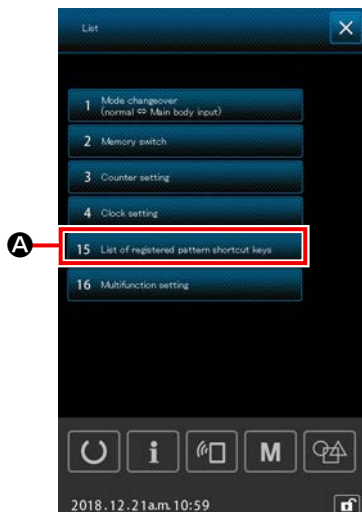 List
1 Mode changeover
(normal ⇔ Main body input)
2 Memory switch
3 Counter setting
4 Clock setting
A
15 List of registered pattern shortcut keys
16 Multifunction setting
i
M
2018.12.21a.m.10:59